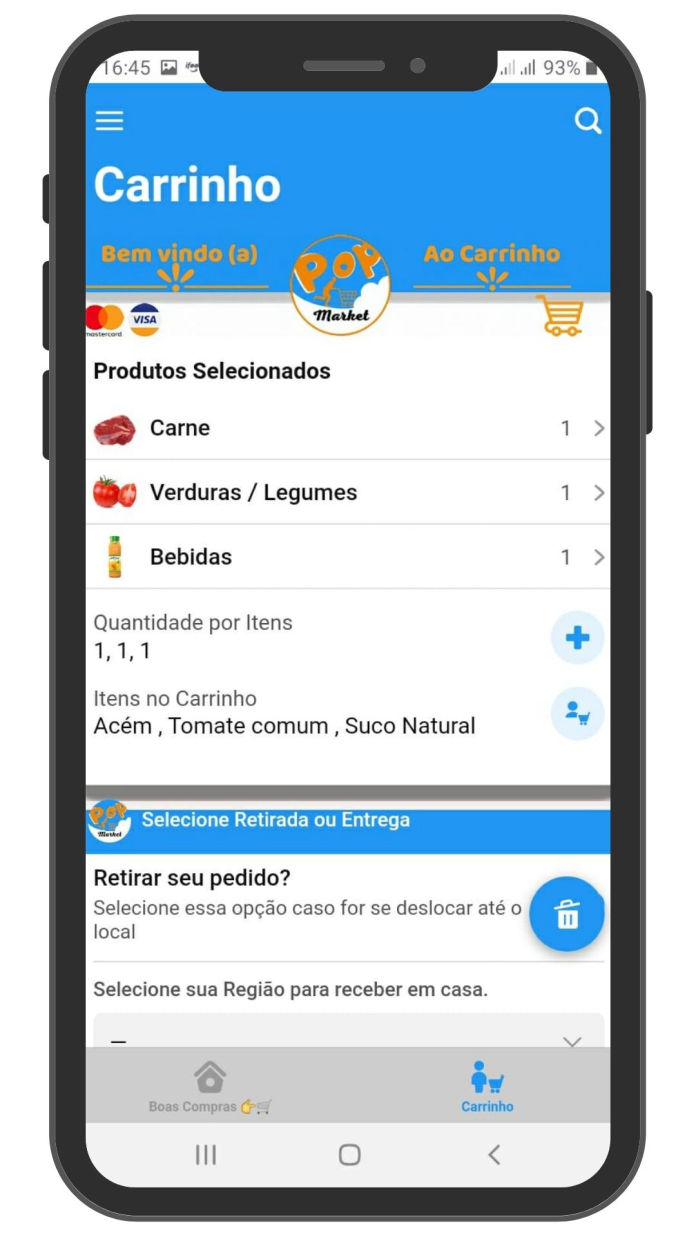 16:45
93%
Carrinho
Bem vindo (a)
Ao Carrinho
POP
Market
mastercard
VISA
Produtos Selecionados
Carne 1
Verduras / Legumes 1
Bebidas 1
Quantidade por Itens
1, 1, 1
Itens no Carrinho
Acém , Tomate comum , Suco Natural
POP
Market
Selecione Retirada ou Entrega
Retirar seu pedido?
Selecione essa opção caso for se deslocar até o
local
Selecione sua Região para receber em casa.
—
Boas Compras 👉🛒
Carrinho